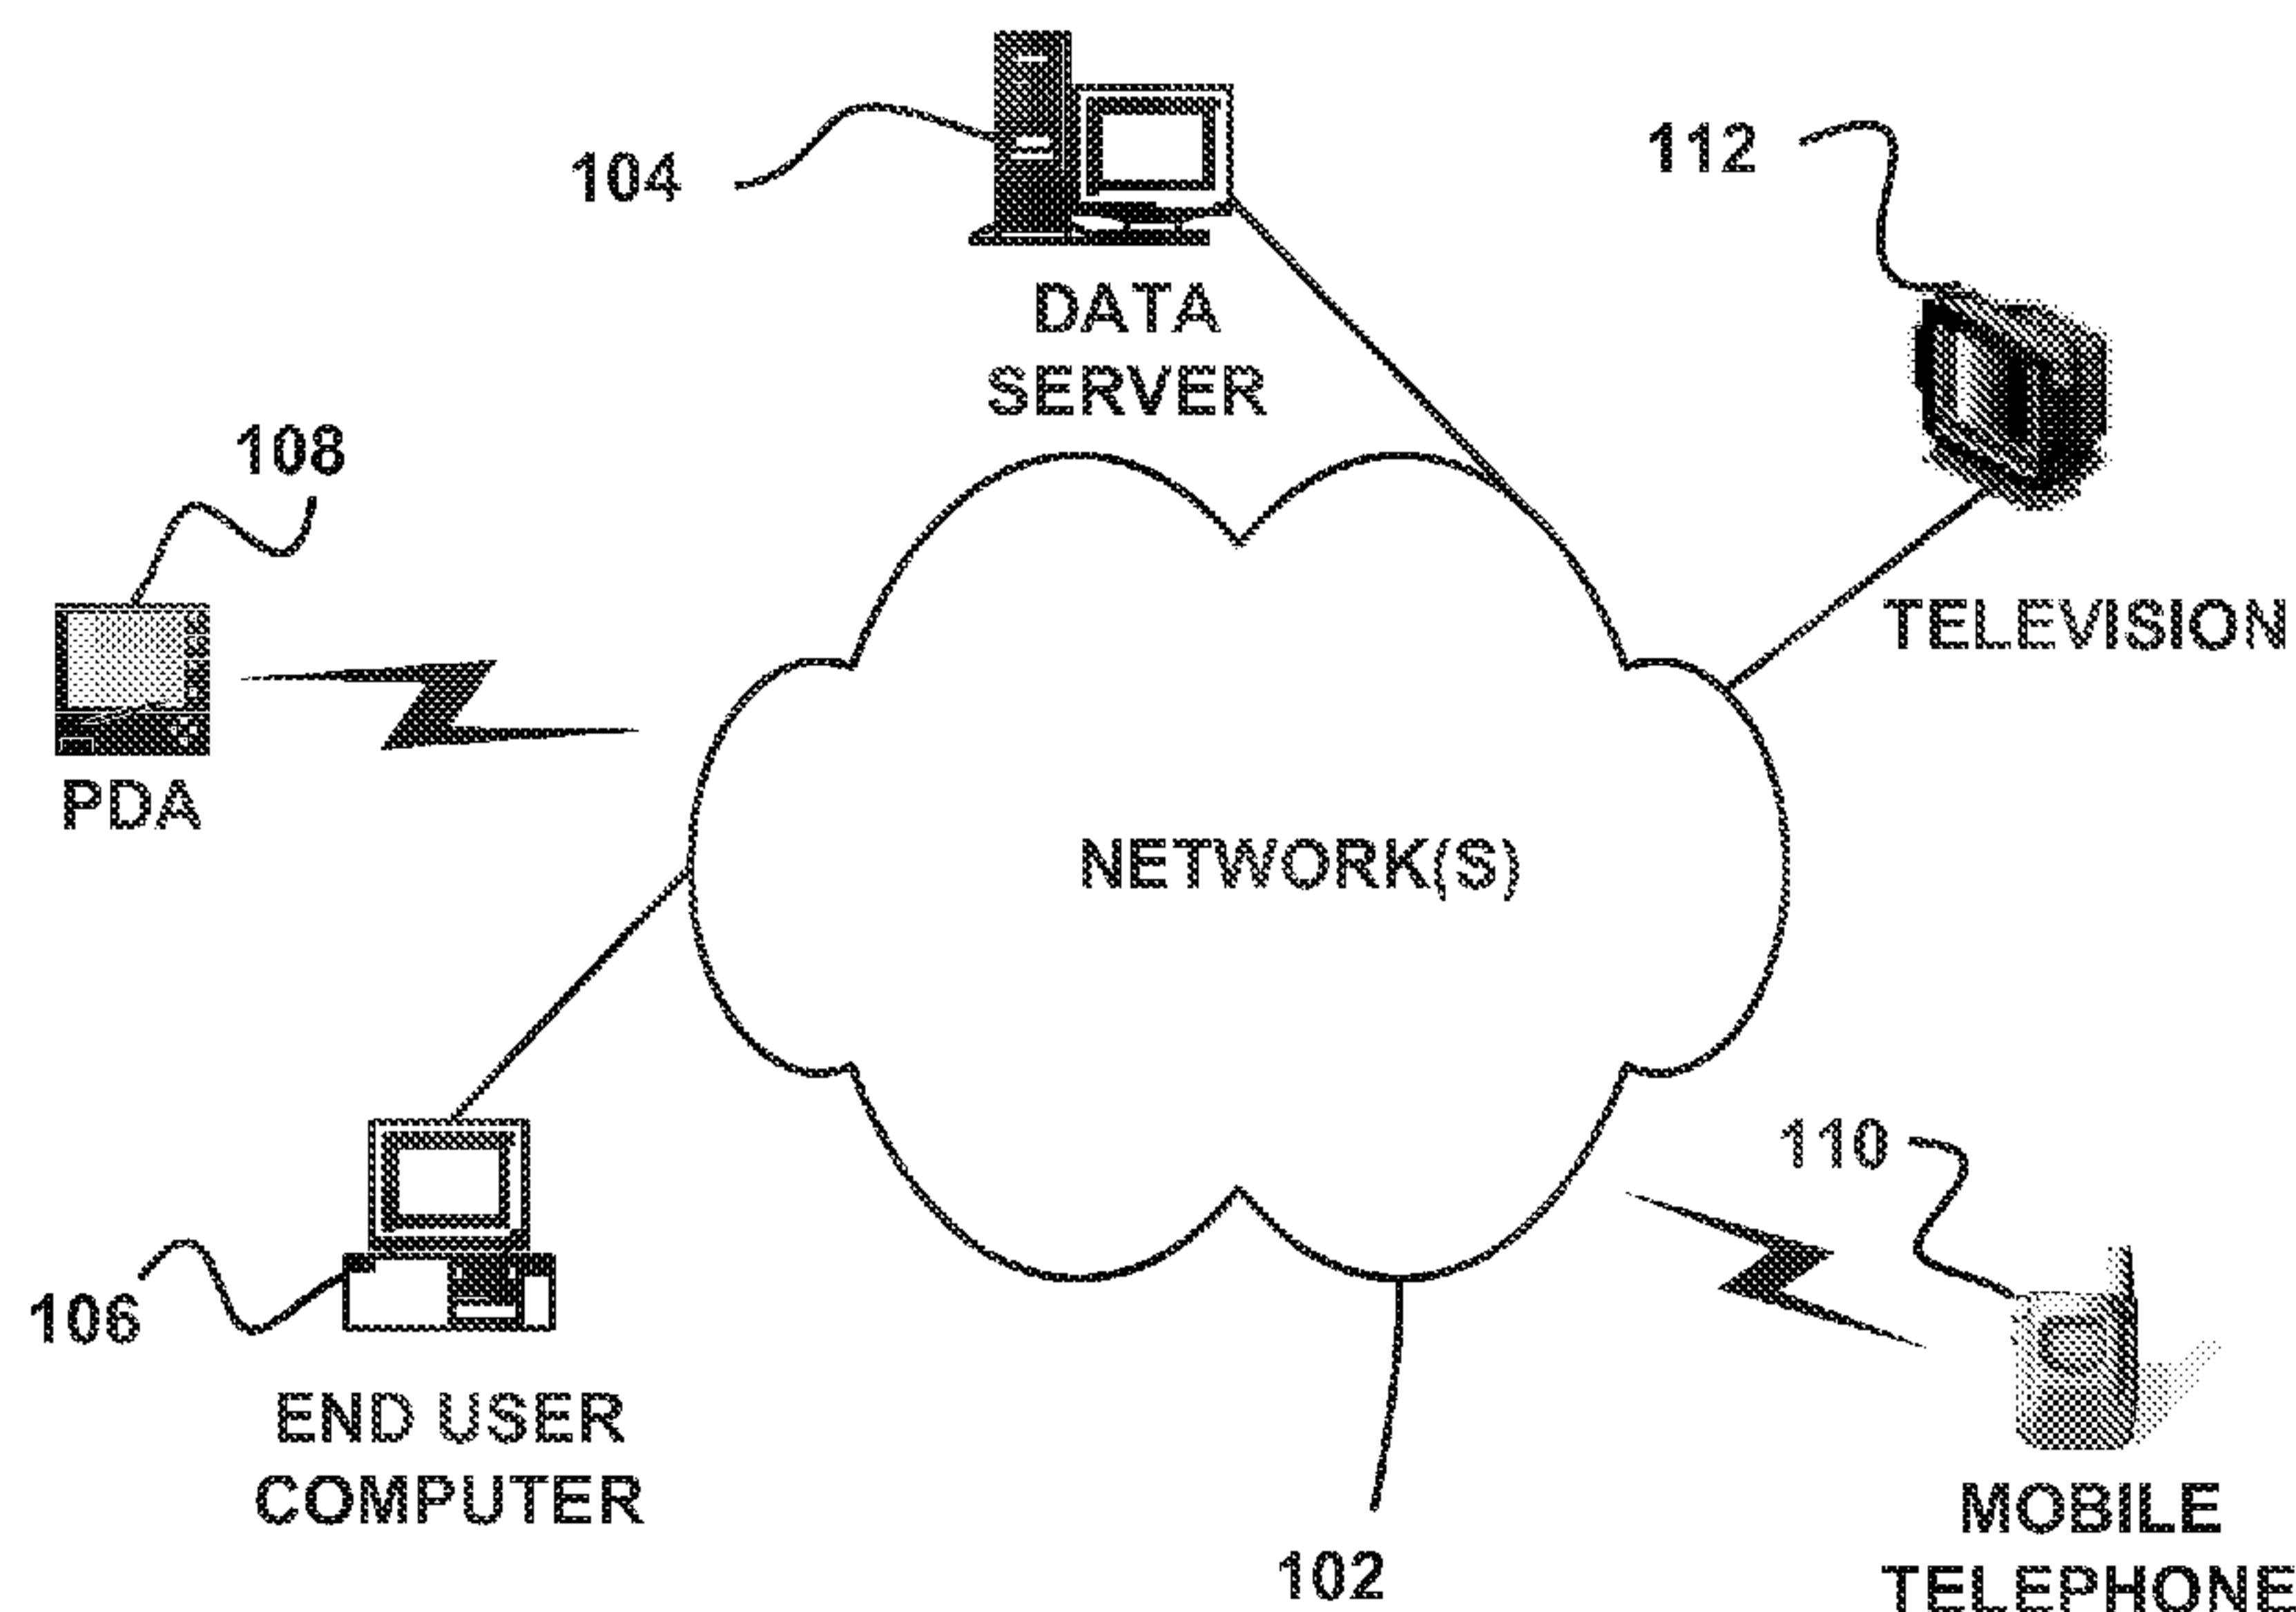 104
112
DATA
SERVER
108
TELEVISION
PDA
NETWORK(S)
110
106
END USER
COMPUTER
MOBILE
TELEPHONE
102